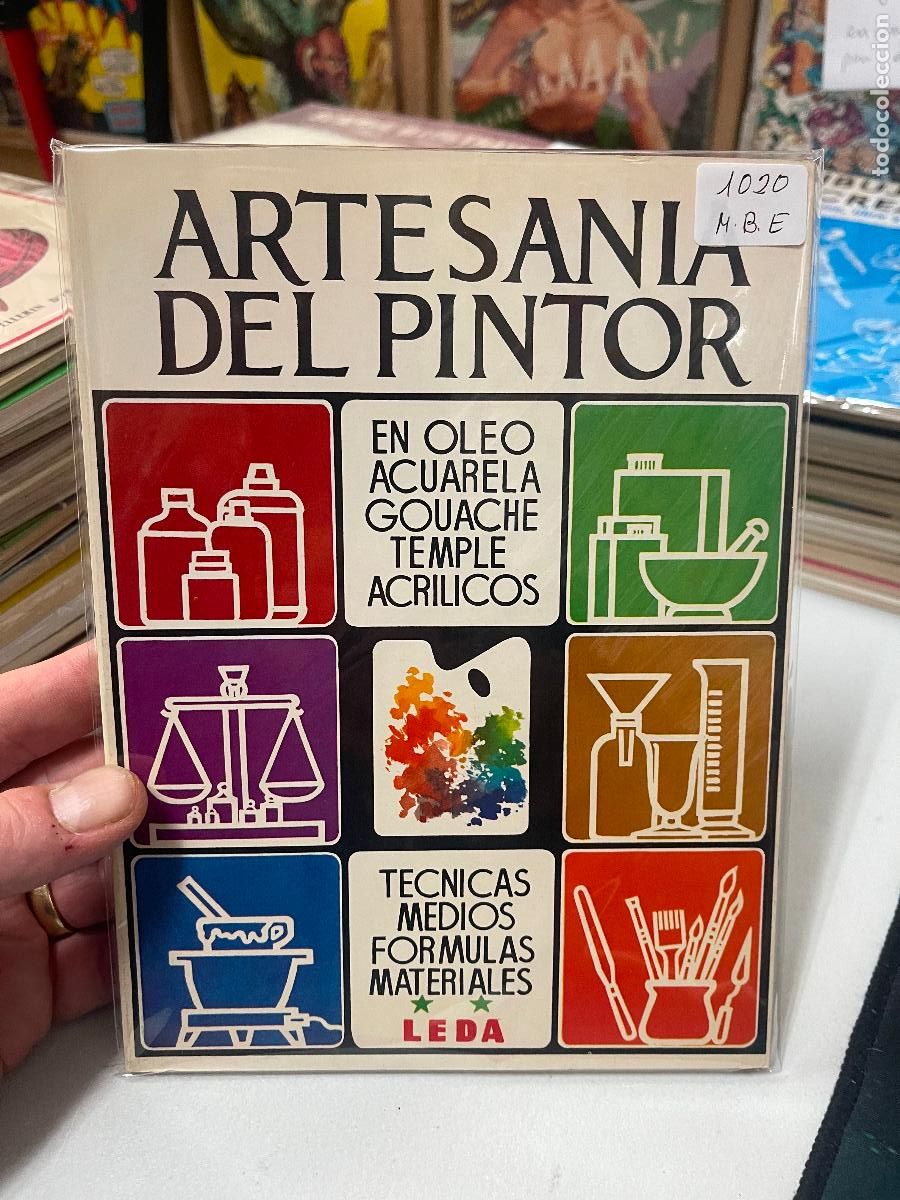 ARTESANIA
DEL PINTOR
1020
M.B.E
EN OLEO
ACUARELA
GOUACHE
TEMPLE
ACRILICOS
TECNICAS
MEDIOS
FORMULAS
MATERIALES
LEDA
todocoleccion